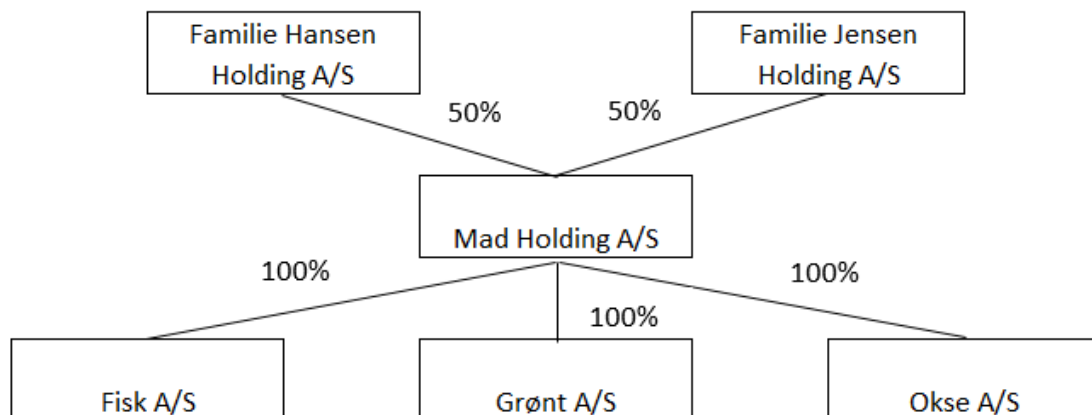 Familie Hansen
Holding A/S
Familie Jensen
Holding A/S
50%
50%
Mad Holding A/S
100%
100%
100%
Fisk A/S
Grønt A/S
Okse A/S